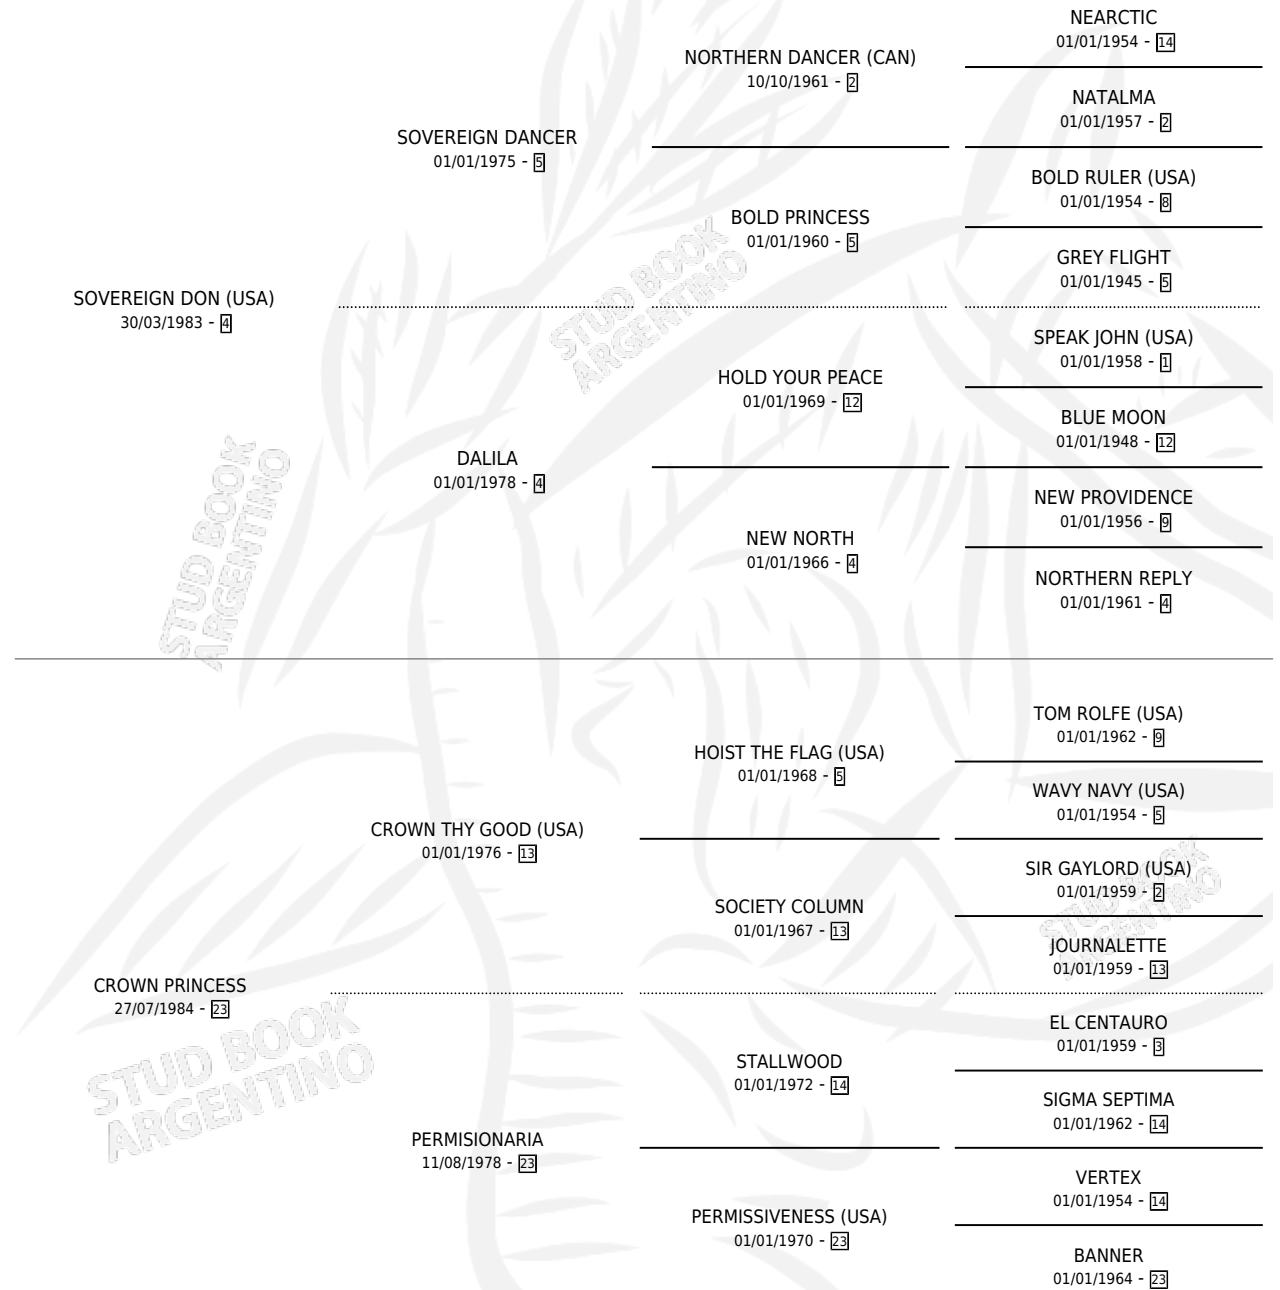 NEARCTIC
01/01/1954 - 14
NORTHERN DANCER (CAN)
10/10/1961 - 2
NATALMA
01/01/1957 - 2
SOVEREIGN DANCER
01/01/1975 - 5
BOLD RULER (USA)
01/01/1954 - 8
BOLD PRINCESS
01/01/1960 - 5
GREY FLIGHT
01/01/1945 - 5
SOVEREIGN DON (USA)
30/03/1983 - 4
STUD BOOK
ARGENTINO
SPEAK JOHN (USA)
01/01/1958 - 1
HOLD YOUR PEACE
01/01/1969 - 12
BLUE MOON
01/01/1948 - 12
DALILA
01/01/1978 - 4
NEW PROVIDENCE
01/01/1956 - 9
NEW NORTH
01/01/1966 - 4
NORTHERN REPLY
01/01/1961 - 4
STUD BOOK
ARGENTINO
TOM ROLFE (USA)
01/01/1962 - 9
HOIST THE FLAG (USA)
01/01/1968 - 5
WAVY NAVY (USA)
01/01/1954 - 5
CROWN THY GOOD (USA)
01/01/1976 - 13
SIR GAYLORD (USA)
01/01/1959 - 2
SOCIETY COLUMN
01/01/1967 - 13
STUD BOOK
ARGENTINO
JOURNALETTE
01/01/1959 - 13
CROWN PRINCESS
27/07/1984 - 23
EL CENTAURO
01/01/1959 - 3
STALLWOOD
01/01/1972 - 14
STUD BOOK
ARGENTINO
SIGMA SEPTIMA
01/01/1962 - 14
PERMISIONARIA
11/08/1978 - 23
VERTEX
01/01/1954 - 14
PERMISSIVENESS (USA)
01/01/1970 - 23
BANNER
01/01/1964 - 23